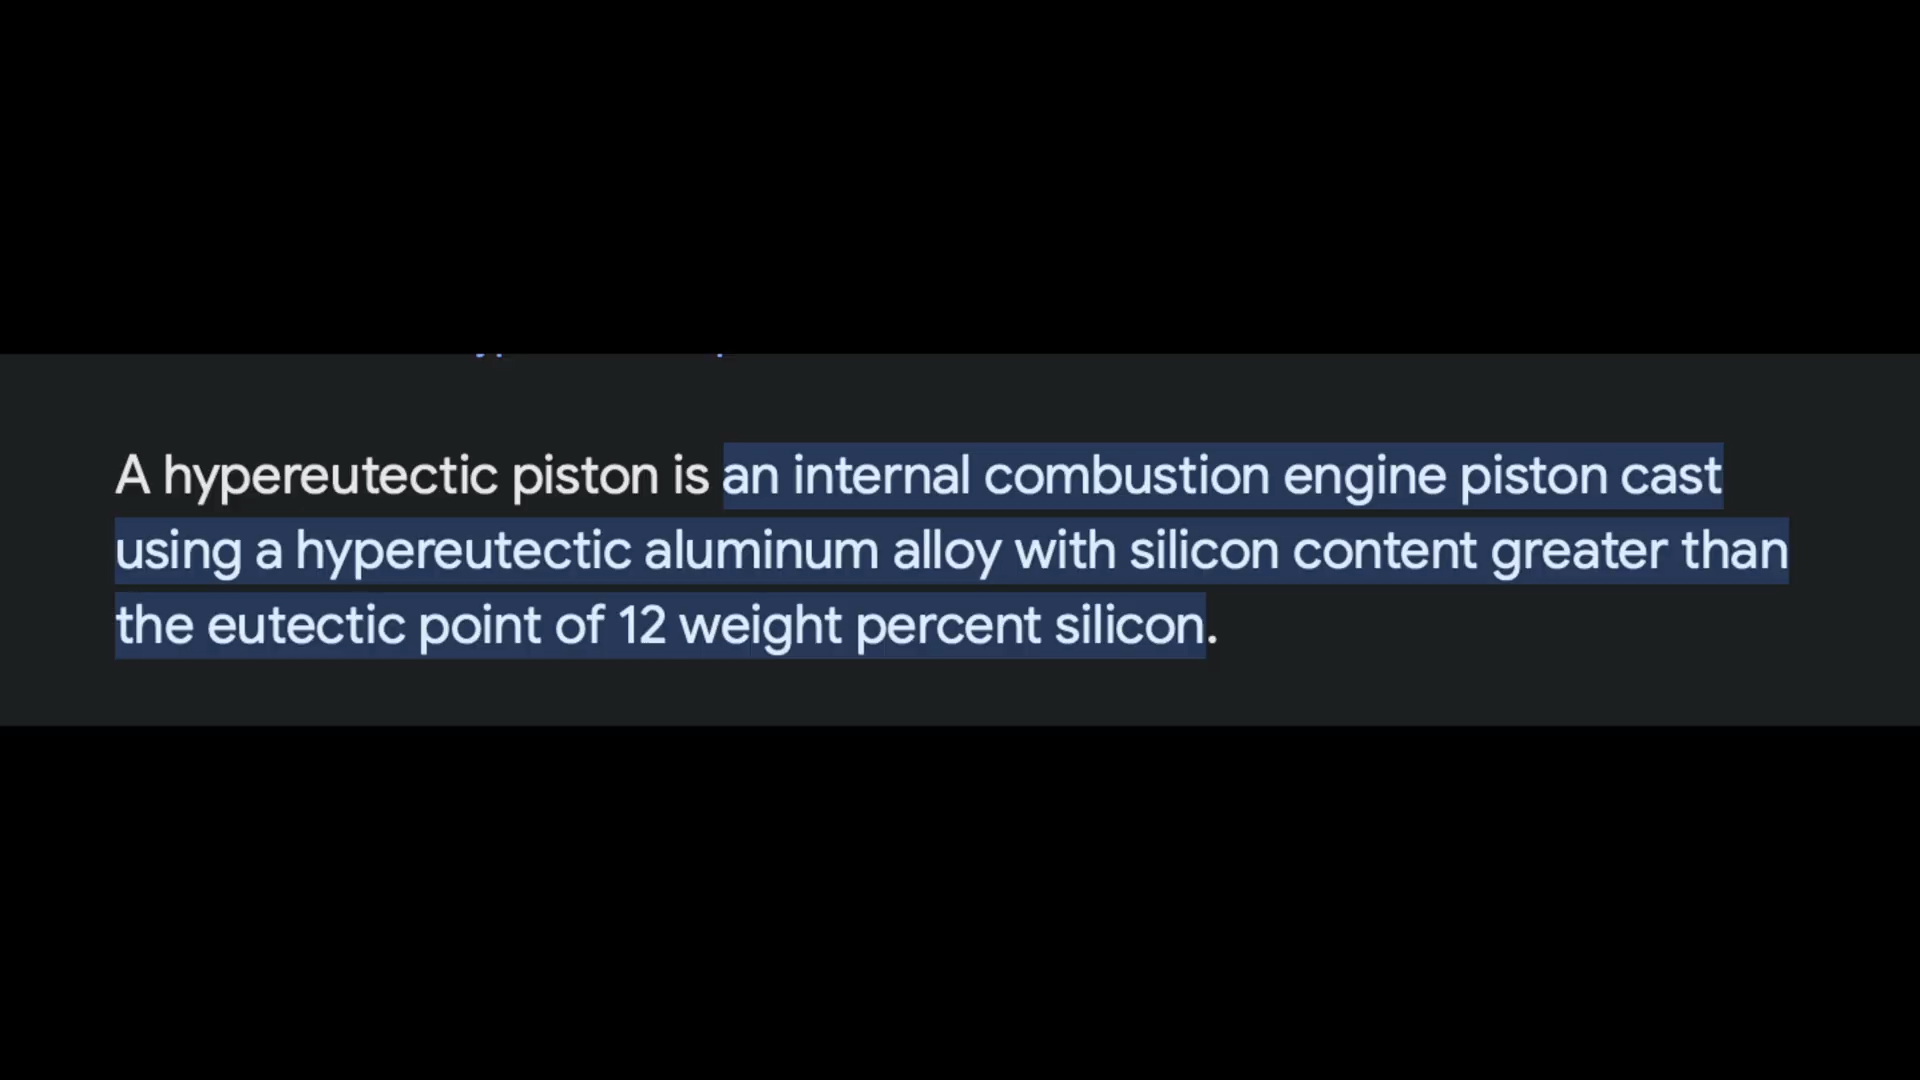 A hypereutectic piston is an internal combustion engine piston cast
using a hypereutectic aluminum alloy with silicon content greater than
the eutectic point of 12 weight percent silicon.